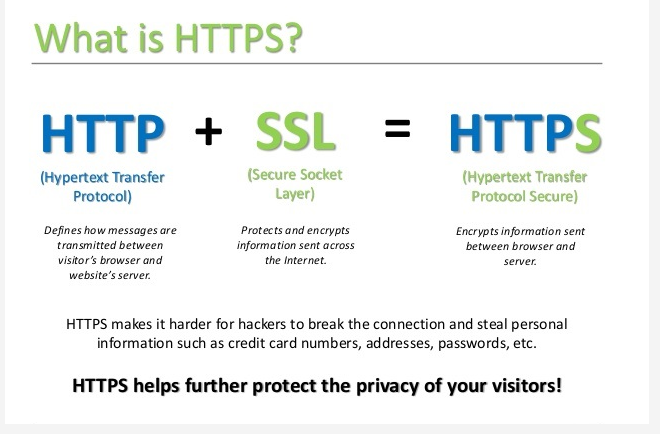 What is HTTPS?
HTTP + SSL = HTTPS
(Hypertext Transfer
Protocol)
(Secure Socket
Layer)
(Hypertext Transfer
Protocol Secure)
Defines how messages are
transmitted between
visitor's browser and
website's server.
Protects and encrypts
information sent across
the Internet.
Encrypts information sent
between browser and
server.
HTTPS makes it harder for hackers to break the connection and steal personal
information such as credit card numbers, addresses, passwords, etc.
HTTPS helps further protect the privacy of your visitors!